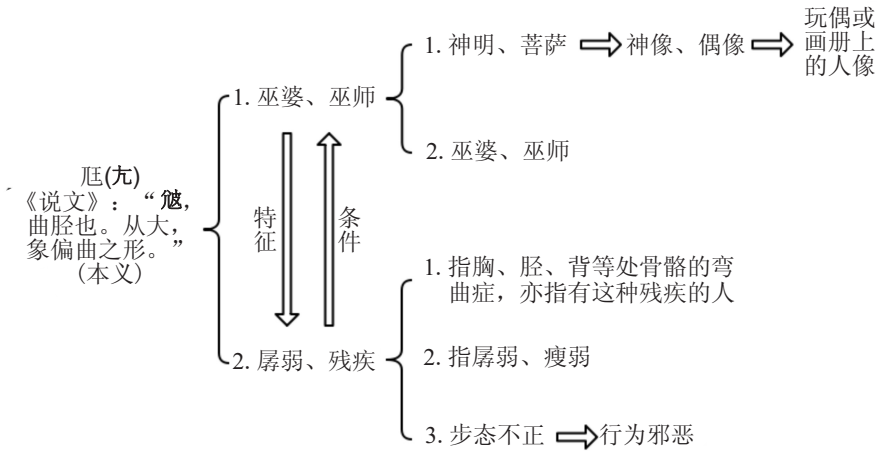 尪(尢)
《说文》：“𡯁，
曲胫也。从大，
象偏曲之形。”
(本义)
1. 巫婆、巫师
特征
条件
2. 孱弱、残疾
1. 神明、菩萨
神像、偶像
玩偶或
画册上
的人像
2. 巫婆、巫师
1. 指胸、胫、背等处骨骼的弯
曲症，亦指有这种残疾的人
2. 指孱弱、瘦弱
3. 步态不正
行为邪恶